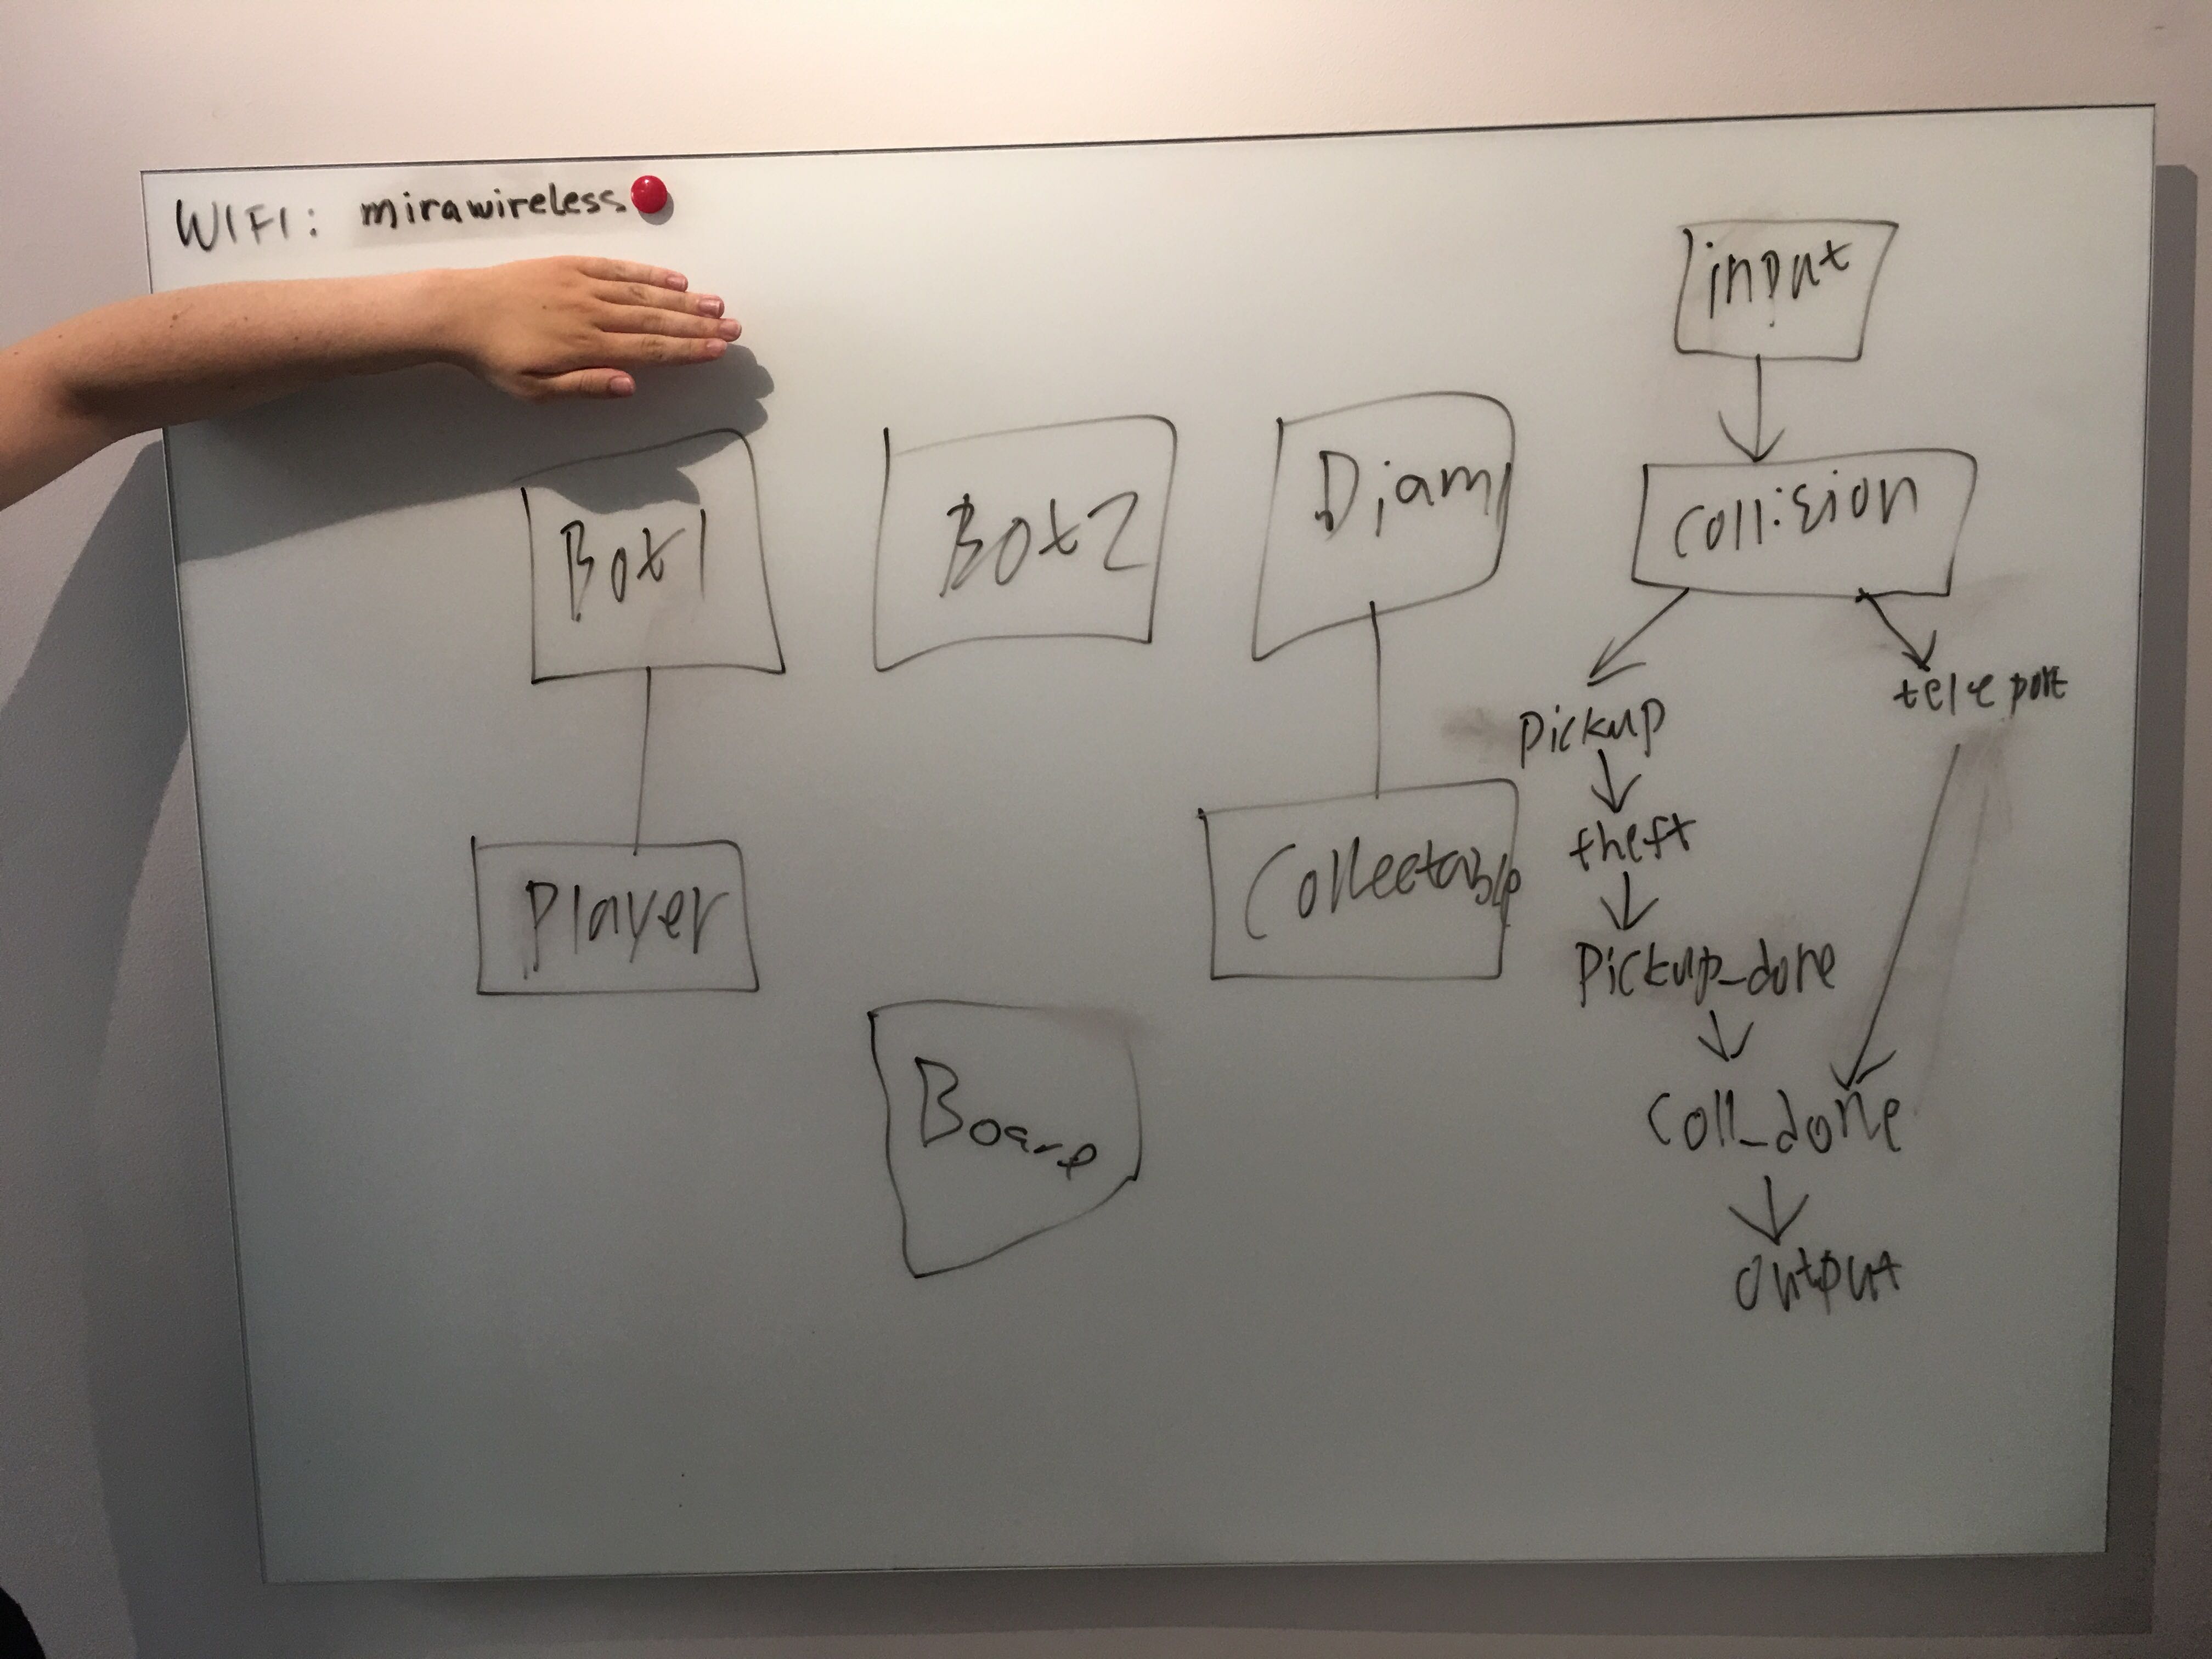 WIFI: mirawireless
input
Bot1
Bot2
Diam
Collision
Pickup
teleport
theft
Player
Collectable
Pickup_done
Board
Coll_done
output